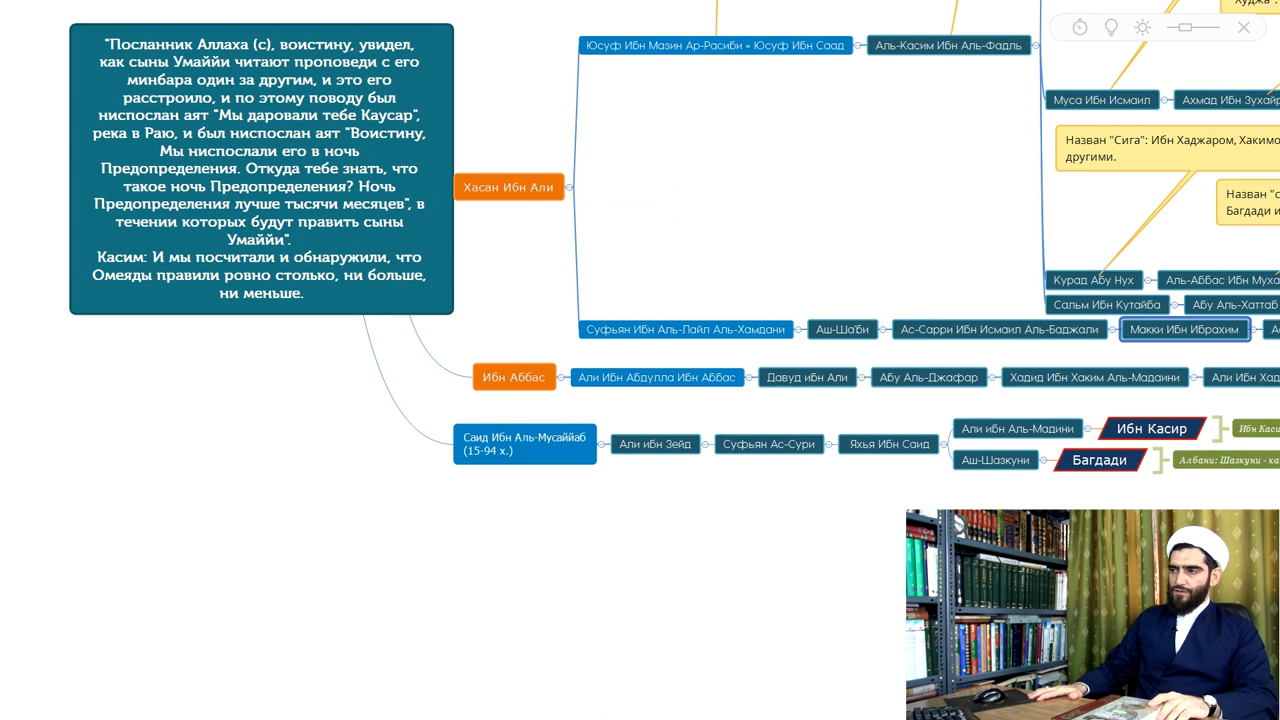 Худжа".
"Посланник Аллаха (с), воистину, увидел,
как сыны Умаййи читают проповеди с его
минбара один за другим, и это его
расстроило, и по этому поводу был
ниспослан аят "Мы даровали тебе Каусар",
река в Раю, и был ниспослан аят "Воистину,
Мы ниспослали его в ночь
Предопределения. Откуда тебе знать, что
такое ночь Предопределения? Ночь
Предопределения лучше тысячи месяцев", в
течении которых будут править сыны
Умаййи".
Касим: И мы посчитали и обнаружили, что
Омеяды правили ровно столько, ни больше,
ни меньше.
Хасан Ибн Али
Юсуф Ибн Мазин Ар-Расиби = Юсуф Ибн Саад
Аль-Касим Ибн Аль-Фадль
Муса Ибн Исмаил
Ахмад Ибн Зухайр
Назван "Сига": Ибн Хаджаром, Хакимо
другими.
Назван "с
Багдади и
Курад Абу Нух
Аль-Аббас Ибн Муха
Сальм Ибн Кутайба
Абу Аль-Хаттаб
Суфьян Ибн Аль-Лайл Аль-Хамдани
Аш-Ша'би
Ас-Сарри Ибн Исмаил Аль-Баджали
Макки Ибн Ибрахим
Ибн Аббас
Али Ибн Абдулла Ибн Аббас
Давуд ибн Али
Абу Аль-Джафар
Хадид Ибн Хаким Аль-Мадаини
Али Ибн Хад
Саид Ибн Аль-Мусаййаб
(15-94 х.)
Али ибн Зейд
Суфьян Ас-Сури
Яхья Ибн Саид
Али ибн Аль-Мадини
Ибн Касир
Ибн Каси
Аш-Шазкуни
Багдади
Албани: Шазкуни - ка